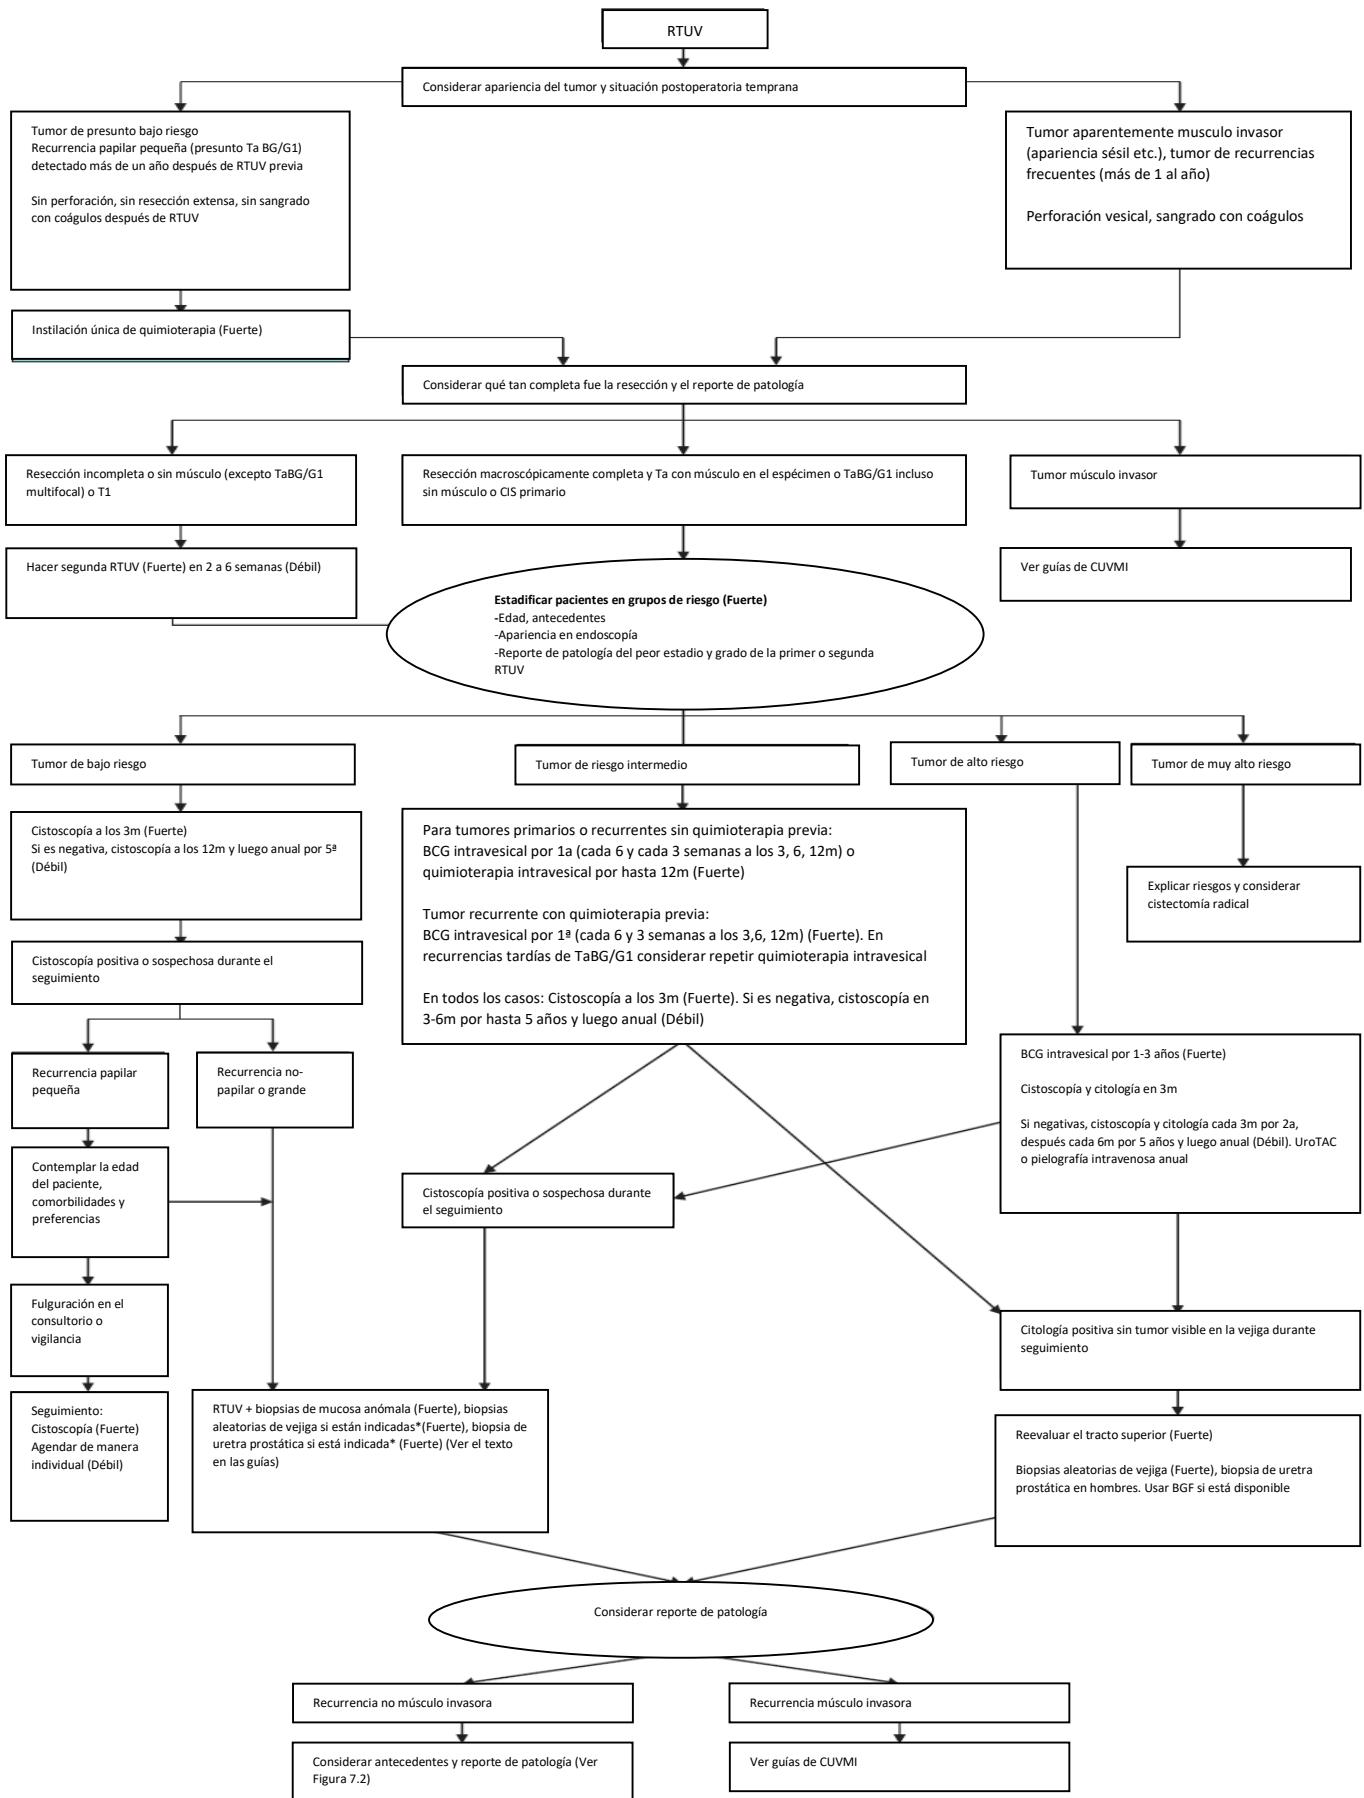 RTUV
Considerar apariencia del tumor y situación postoperatoria temprana
Tumor de presunto bajo riesgo
Recurrencia papilar pequeña (presunto Ta BG/G1)
detectado más de un año después de RTUV previa
Sin perforación, sin resección extensa, sin sangrado
con coágulos después de RTUV
Tumor aparentemente musculo invasor
(apariencia sésil etc.), tumor de recurrencias
frecuentes (más de 1 al año)
Perforación vesical, sangrado con coágulos
Instilación única de quimioterapia (Fuerte)
Considerar qué tan completa fue la resección y el reporte de patología
Resección incompleta o sin músculo (excepto TaBG/G1
multifocal) o T1
Resección macroscópicamente completa y Ta con músculo en el espécimen o TaBG/G1 incluso
sin músculo o CIS primario
Tumor músculo invasor
Hacer segunda RTUV (Fuerte) en 2 a 6 semanas (Débil)
Ver guías de CUVMI
Estadificar pacientes en grupos de riesgo (Fuerte)
-Edad, antecedentes
-Apariencia en endoscopía
-Reporte de patología del peor estadio y grado de la primer o segunda
RTUV
Tumor de bajo riesgo
Tumor de riesgo intermedio
Tumor de alto riesgo
Tumor de muy alto riesgo
Cistoscopía a los 3m (Fuerte)
Si es negativa, cistoscopía a los 12m y luego anual por 5ª
(Débil)
Para tumores primarios o recurrentes sin quimioterapia previa:
BCG intravesical por 1a (cada 6 y cada 3 semanas a los 3, 6, 12m) o
quimioterapia intravesical por hasta 12m (Fuerte)
Tumor recurrente con quimioterapia previa:
BCG intravesical por 1ª (cada 6 y 3 semanas a los 3,6, 12m) (Fuerte). En
recurrencias tardías de TaBG/G1 considerar repetir quimioterapia intravesical
En todos los casos: Cistoscopía a los 3m (Fuerte). Si es negativa, cistoscopía en
3-6m por hasta 5 años y luego anual (Débil)
Explicar riesgos y considerar
cistectomía radical
Cistoscopía positiva o sospechosa durante el
seguimiento
Recurrencia papilar
pequeña
Recurrencia no-
papilar o grande
BCG intravesical por 1-3 años (Fuerte)
Cistoscopía y citología en 3m
Si negativas, cistoscopía y citología cada 3m por 2a,
después cada 6m por 5 años y luego anual (Débil). UroTAC
o pielografía intravenosa anual
Contemplar la edad
del paciente,
comorbilidades y
preferencias
Cistoscopía positiva o sospechosa durante
el seguimiento
Fulguración en el
consultorio o
vigilancia
Citología positiva sin tumor visible en la vejiga durante
seguimiento
Seguimiento:
Cistoscopía (Fuerte)
Agendar de manera
individual (Débil)
RTUV + biopsias de mucosa anómala (Fuerte), biopsias
aleatorias de vejiga si están indicadas*(Fuerte), biopsia de
uretra prostática si está indicada* (Fuerte) (Ver el texto
en las guías)
Reevaluar el tracto superior (Fuerte)
Biopsias aleatorias de vejiga (Fuerte), biopsia de uretra
prostática en hombres. Usar BGF si está disponible
Considerar reporte de patología
Recurrencia no músculo invasora
Recurrencia músculo invasora
Considerar antecedentes y reporte de patología (Ver
Figura 7.2)
Ver guías de CUVMI